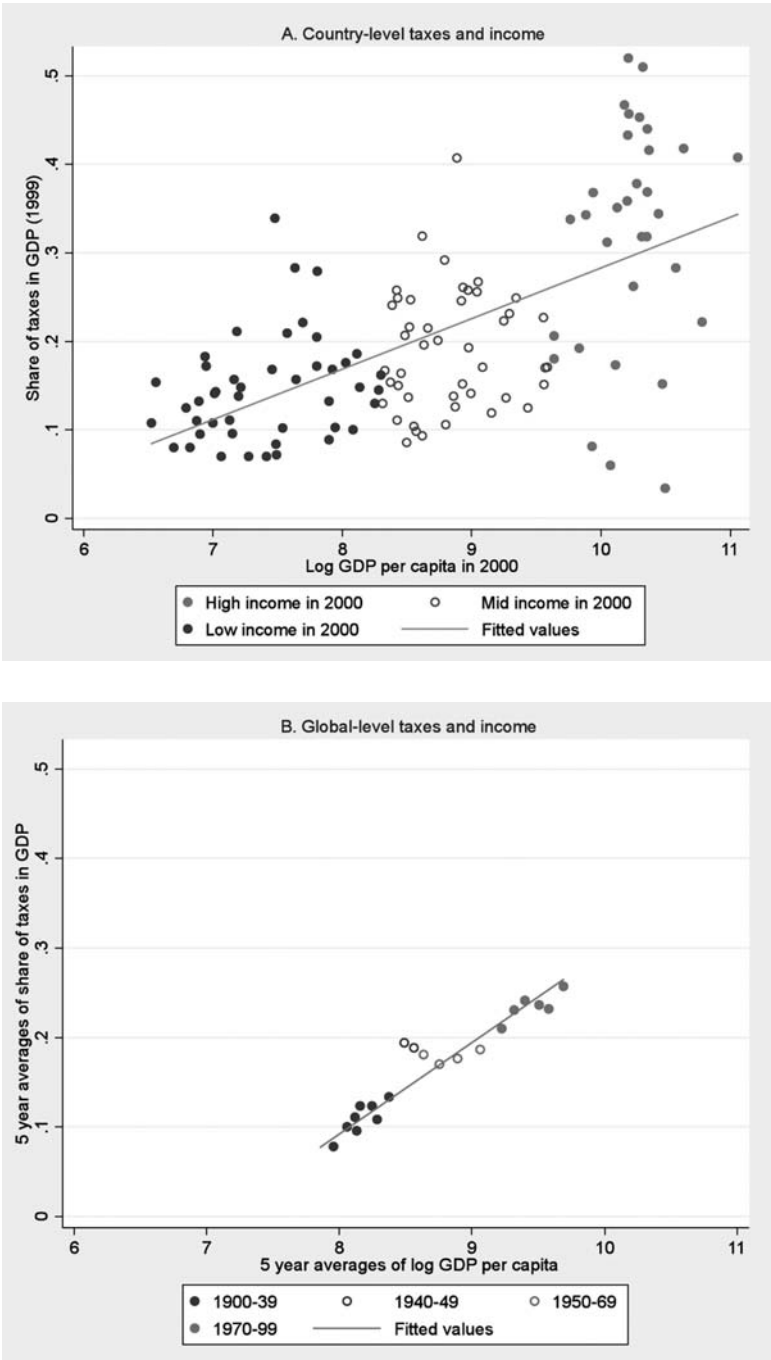 A. Country-level taxes and income
Share of taxes in GDP (1999)
.5
.4
.3
.2
.1
0
6 7 8 9 10 11
Log GDP per capita in 2000
High income in 2000 Mid income in 2000
Low income in 2000 Fitted values
B. Global-level taxes and income
5 year averages of share of taxes in GDP
.5
.4
.3
.2
.1
0
6 7 8 9 10 11
5 year averages of log GDP per capita
1900-39 1940-49 1950-69
1970-99 Fitted values